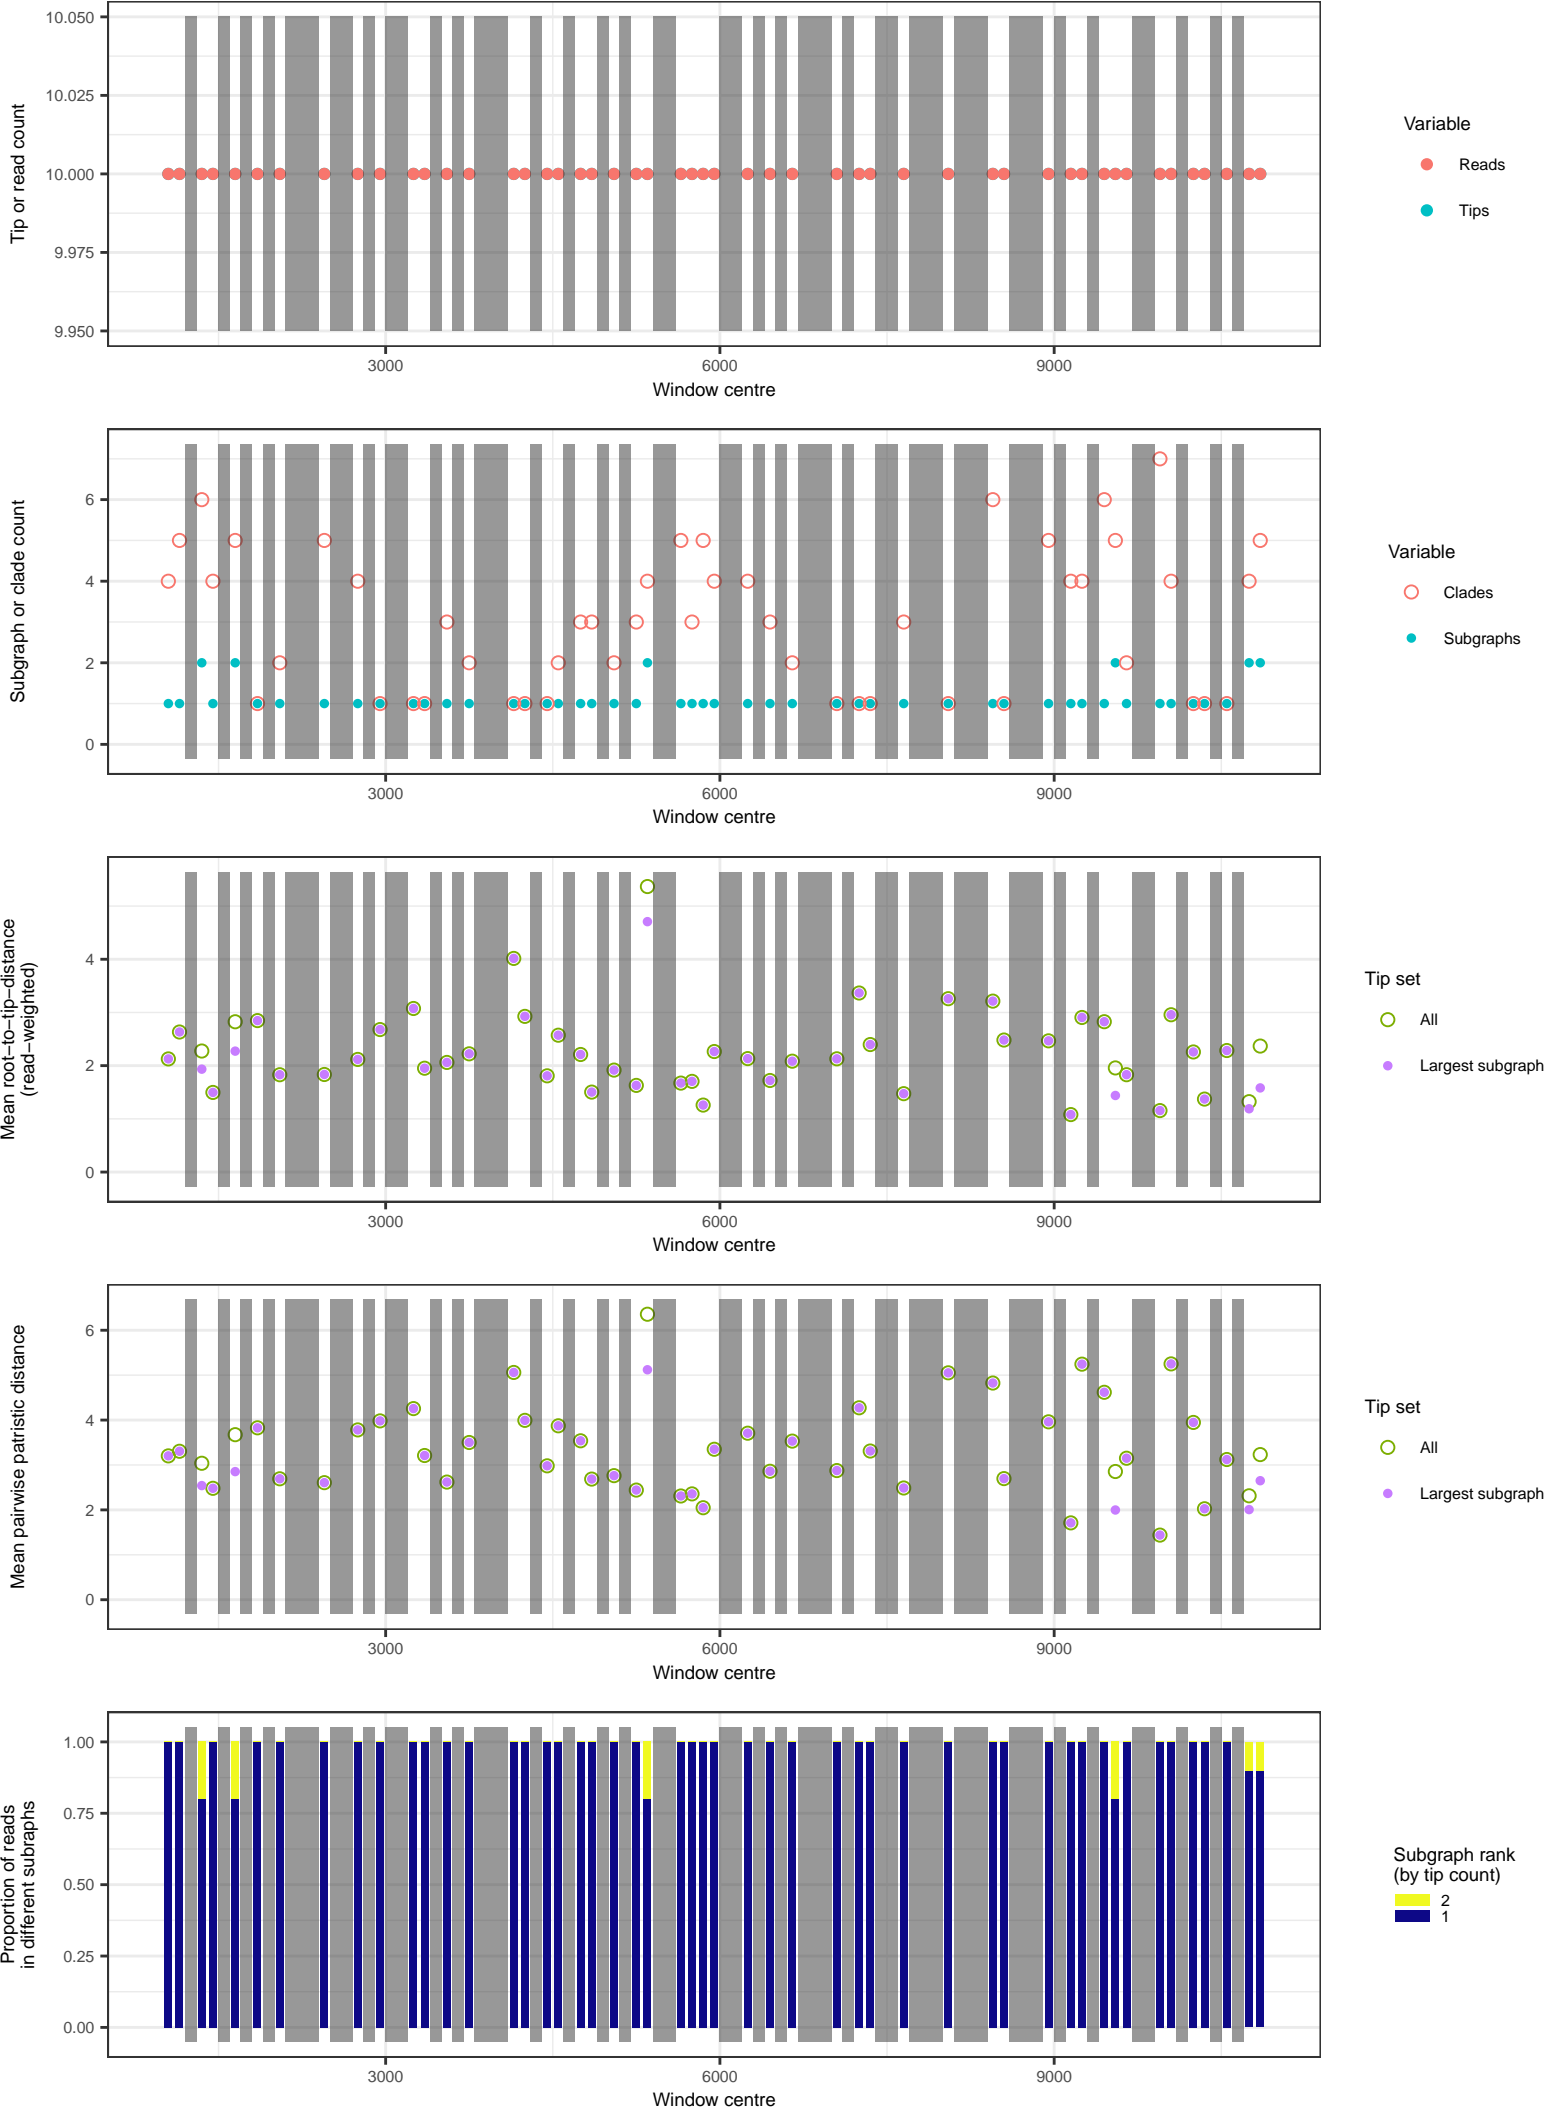 10.050
10.025
10.000
9.975
9.950
Tip or read count
3000
6000
9000
Window centre
Variable
Reads
Tips
6
4
2
0
Subgraph or clade count
3000
6000
9000
Window centre
Variable
Clades
Subgraphs
4
2
0
Mean root−to−tip−distance
(read−weighted)
3000
6000
9000
Window centre
Tip set
All
Largest subgraph
6
4
2
0
Mean pairwise patristic distance
3000
6000
9000
Window centre
Tip set
All
Largest subgraph
1.00
0.75
0.50
0.25
0.00
Proportion of reads
in different subraphs
3000
6000
9000
Window centre
Subgraph rank
(by tip count)
2
1